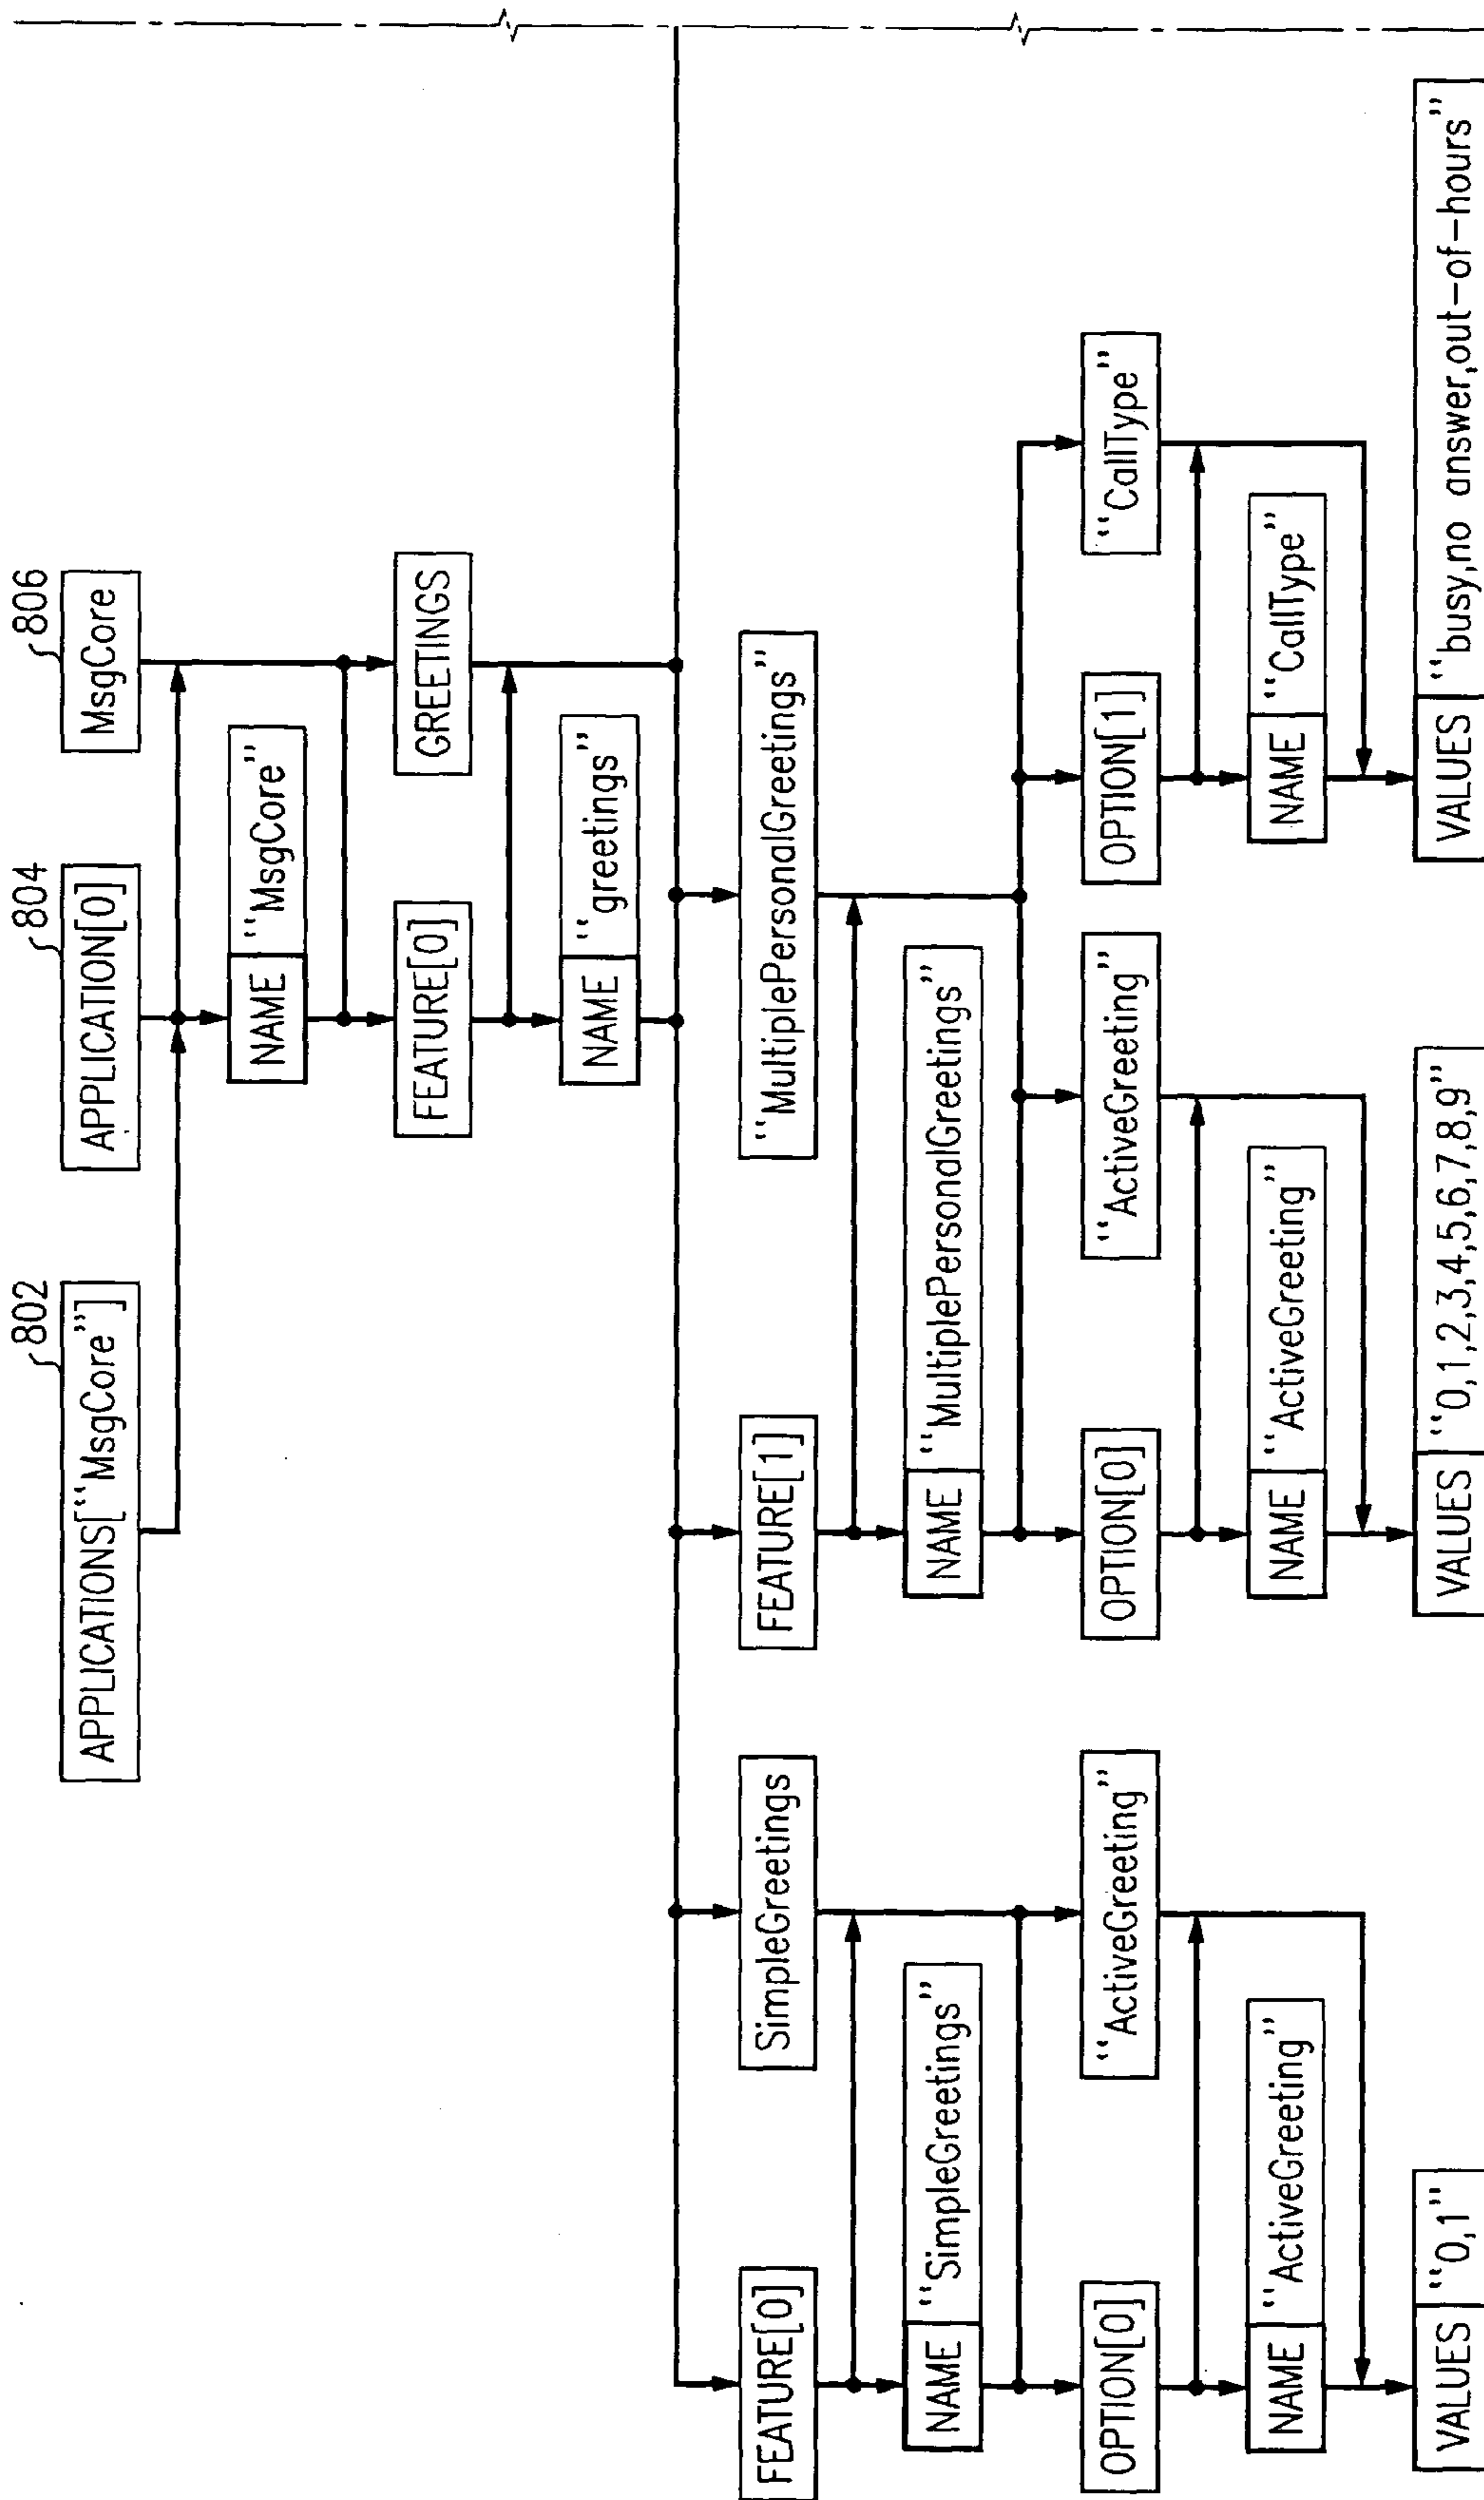 802
804
806
APPLICATIONS[“MsgCore”]
APPLICATION[0]
MsgCore
NAME “MsgCore”
FEATURE[0]
GREETINGS
NAME “greetings”
FEATURE[0]
SimpleGreetings
FEATURE[1]
“MultiplePersonalGreetings”
NAME “SimpleGreetings”
NAME “MultiplePersonalGreetings”
OPTION[0]
“ActiveGreeting”
OPTION[0]
“ActiveGreeting”
OPTION[1]
“CallType”
NAME “ActiveGreeting”
NAME “ActiveGreeting”
NAME “CallType”
VALUES “0,1”
VALUES “0,1,2,3,4,5,6,7,8,9”
VALUES “busy,no answer,out-of-hours”